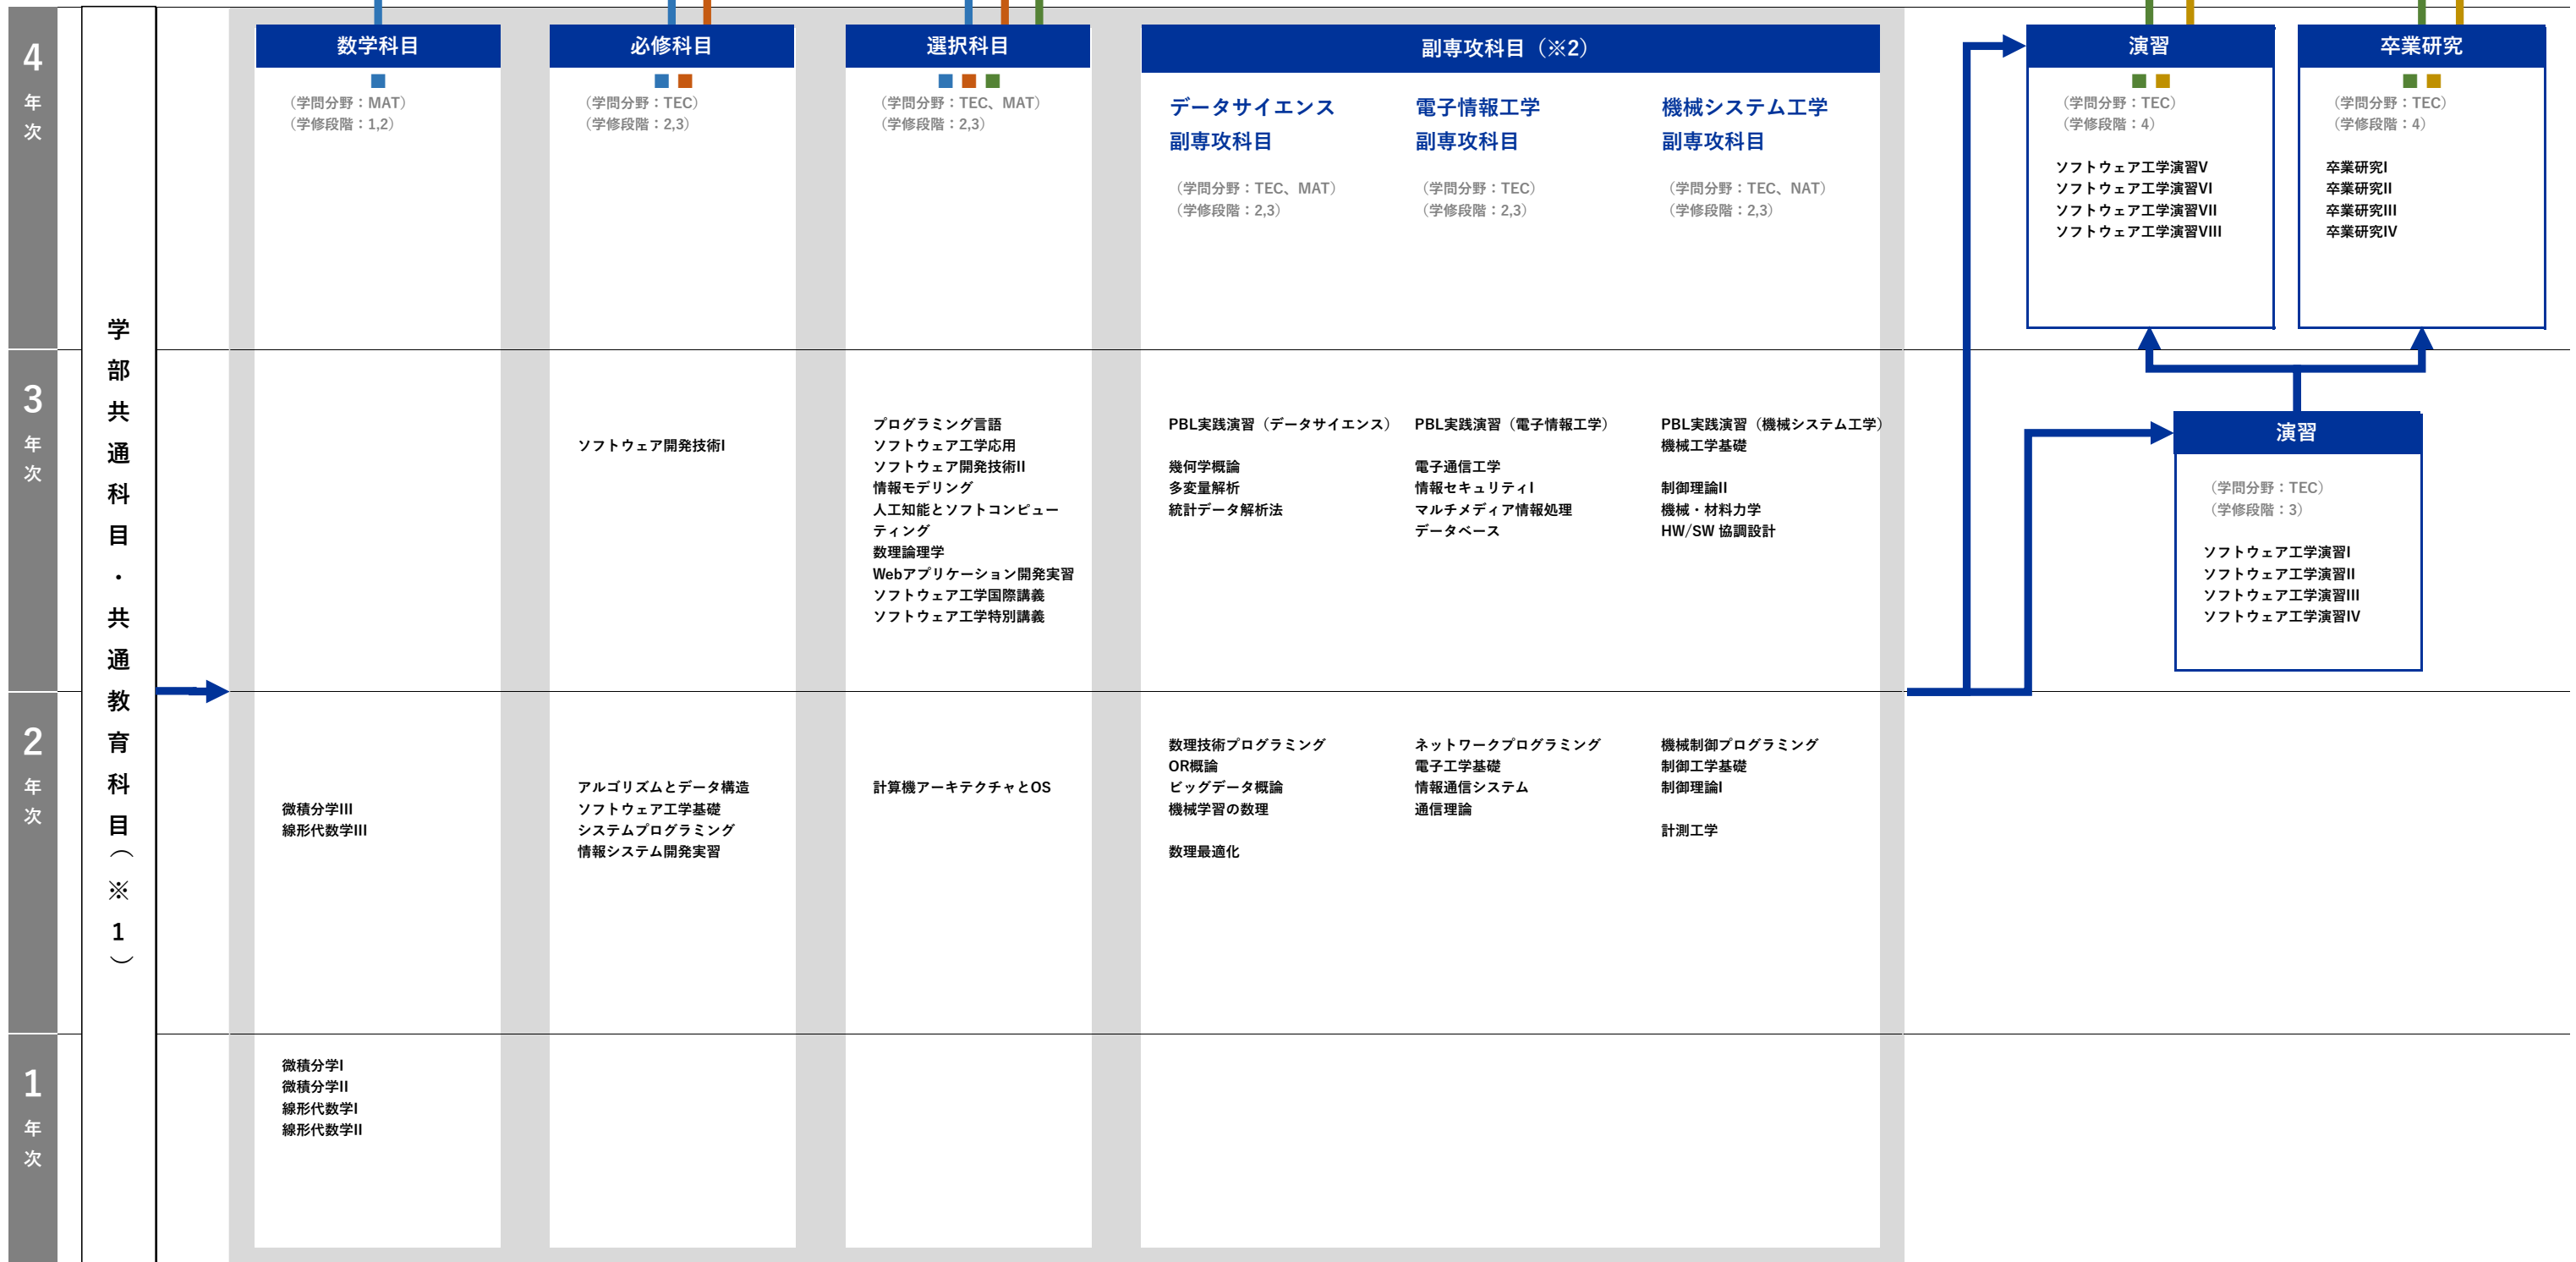 4
年
次
学部共通科目・共通教育科目（※1）
数学科目
（学問分野：MAT）
（学修段階：1,2）
必修科目
（学問分野：TEC）
（学修段階：2,3）
選択科目
（学問分野：TEC、MAT）
（学修段階：2,3）
副専攻科目（※2）
データサイエンス
副専攻科目
（学問分野：TEC、MAT）
（学修段階：2,3）
電子情報工学
副専攻科目
（学問分野：TEC）
（学修段階：2,3）
機械システム工学
副専攻科目
（学問分野：TEC、NAT）
（学修段階：2,3）
演習
（学問分野：TEC）
（学修段階：4）
ソフトウェア工学演習V
ソフトウェア工学演習VI
ソフトウェア工学演習VII
ソフトウェア工学演習VIII
卒業研究
（学問分野：TEC）
（学修段階：4）
卒業研究I
卒業研究II
卒業研究III
卒業研究IV
3
年
次
ソフトウェア開発技術I
プログラミング言語
ソフトウェア工学応用
ソフトウェア開発技術II
情報モデリング
人工知能とソフトコンピュー
ティング
数理論理学
Webアプリケーション開発実習
ソフトウェア工学国際講義
ソフトウェア工学特別講義
PBL実践演習（データサイエンス）
幾何学概論
多変量解析
統計データ解析法
PBL実践演習（電子情報工学）
電子通信工学
情報セキュリティI
マルチメディア情報処理
データベース
PBL実践演習（機械システム工学）
機械工学基礎
制御理論II
機械・材料力学
HW/SW 協調設計
演習
（学問分野：TEC）
（学修段階：3）
ソフトウェア工学演習I
ソフトウェア工学演習II
ソフトウェア工学演習III
ソフトウェア工学演習IV
2
年
次
微積分学III
線形代数学III
アルゴリズムとデータ構造
ソフトウェア工学基礎
システムプログラミング
情報システム開発実習
計算機アーキテクチャとOS
数理技術プログラミング
OR概論
ビッグデータ概論
機械学習の数理
数理最適化
ネットワークプログラミング
電子工学基礎
情報通信システム
通信理論
機械制御プログラミング
制御工学基礎
制御理論I
計測工学
1
年
次
微積分学I
微積分学II
線形代数学I
線形代数学II